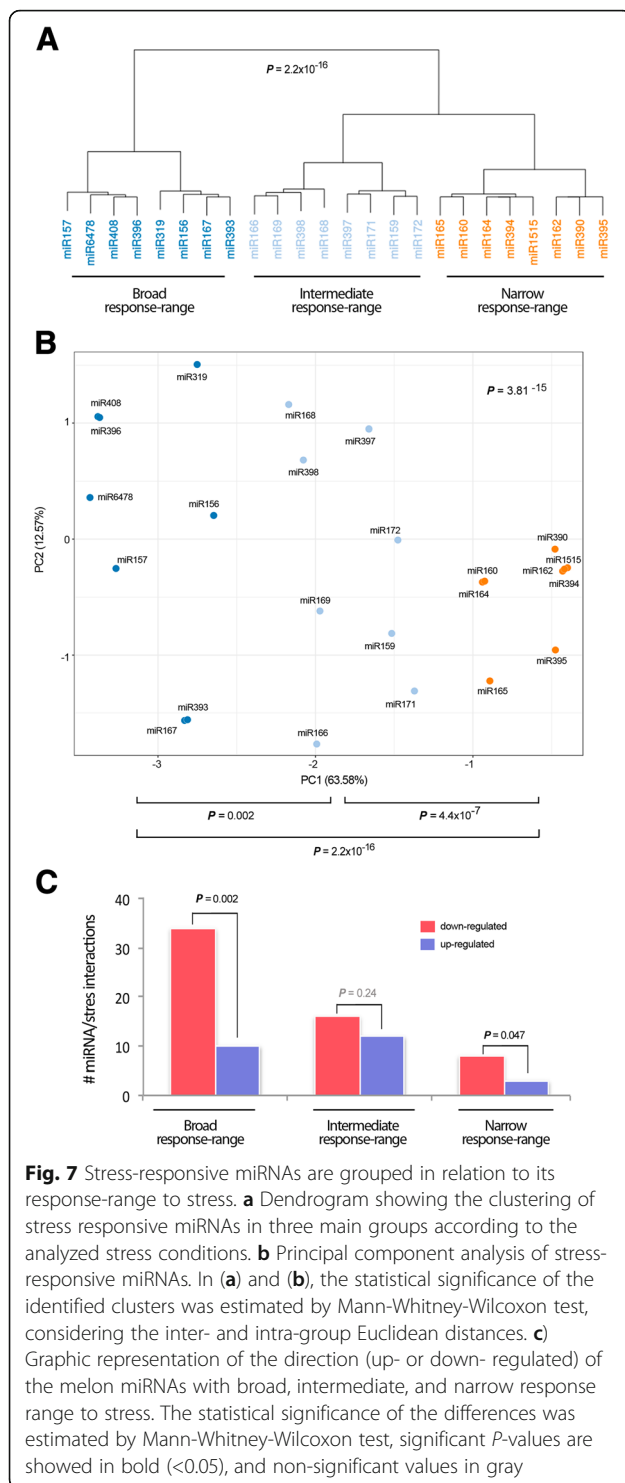 A
P = 2.2x10-16
miR157 miR6478 miR408 miR396 miR319 miR156 miR167 miR393 miR166 miR169 miR398 miR168 miR397 miR171 miR159 miR172 miR165 miR160 miR164 miR394 miR1515 miR162 miR390 miR395
Broad response-range
Intermediate response-range
Narrow response-range
B
P = 3.81 -15
miR319
miR408
miR396
miR168
miR397
miR398
miR6478
miR156
miR157
miR172
miR390
miR1515
miR160
miR162
miR164
miR394
miR169
miR159
miR395
miR165
miR171
miR393
miR167
miR166
PC2 (12.57%)
1
0
-1
-3 -2 -1
PC1 (63.58%)
P = 0.002
P = 4.4x10-7
P = 2.2x10-16
C
# miRNA/stres interactions
40
30
20
10
0
P = 0.002
down-regulated
up-regulated
P = 0.24
P = 0.047
Broad response-range
Intermediate response-range
Narrow response-range
Fig. 7 Stress-responsive miRNAs are grouped in relation to its
response-range to stress. a Dendrogram showing the clustering of
stress responsive miRNAs in three main groups according to the
analyzed stress conditions. b Principal component analysis of stress-
responsive miRNAs. In (a) and (b), the statistical significance of the
identified clusters was estimated by Mann-Whitney-Wilcoxon test,
considering the inter- and intra-group Euclidean distances. c)
Graphic representation of the direction (up- or down- regulated) of
the melon miRNAs with broad, intermediate, and narrow response
range to stress. The statistical significance of the differences was
estimated by Mann-Whitney-Wilcoxon test, significant P-values are
showed in bold (<0.05), and non-significant values in gray